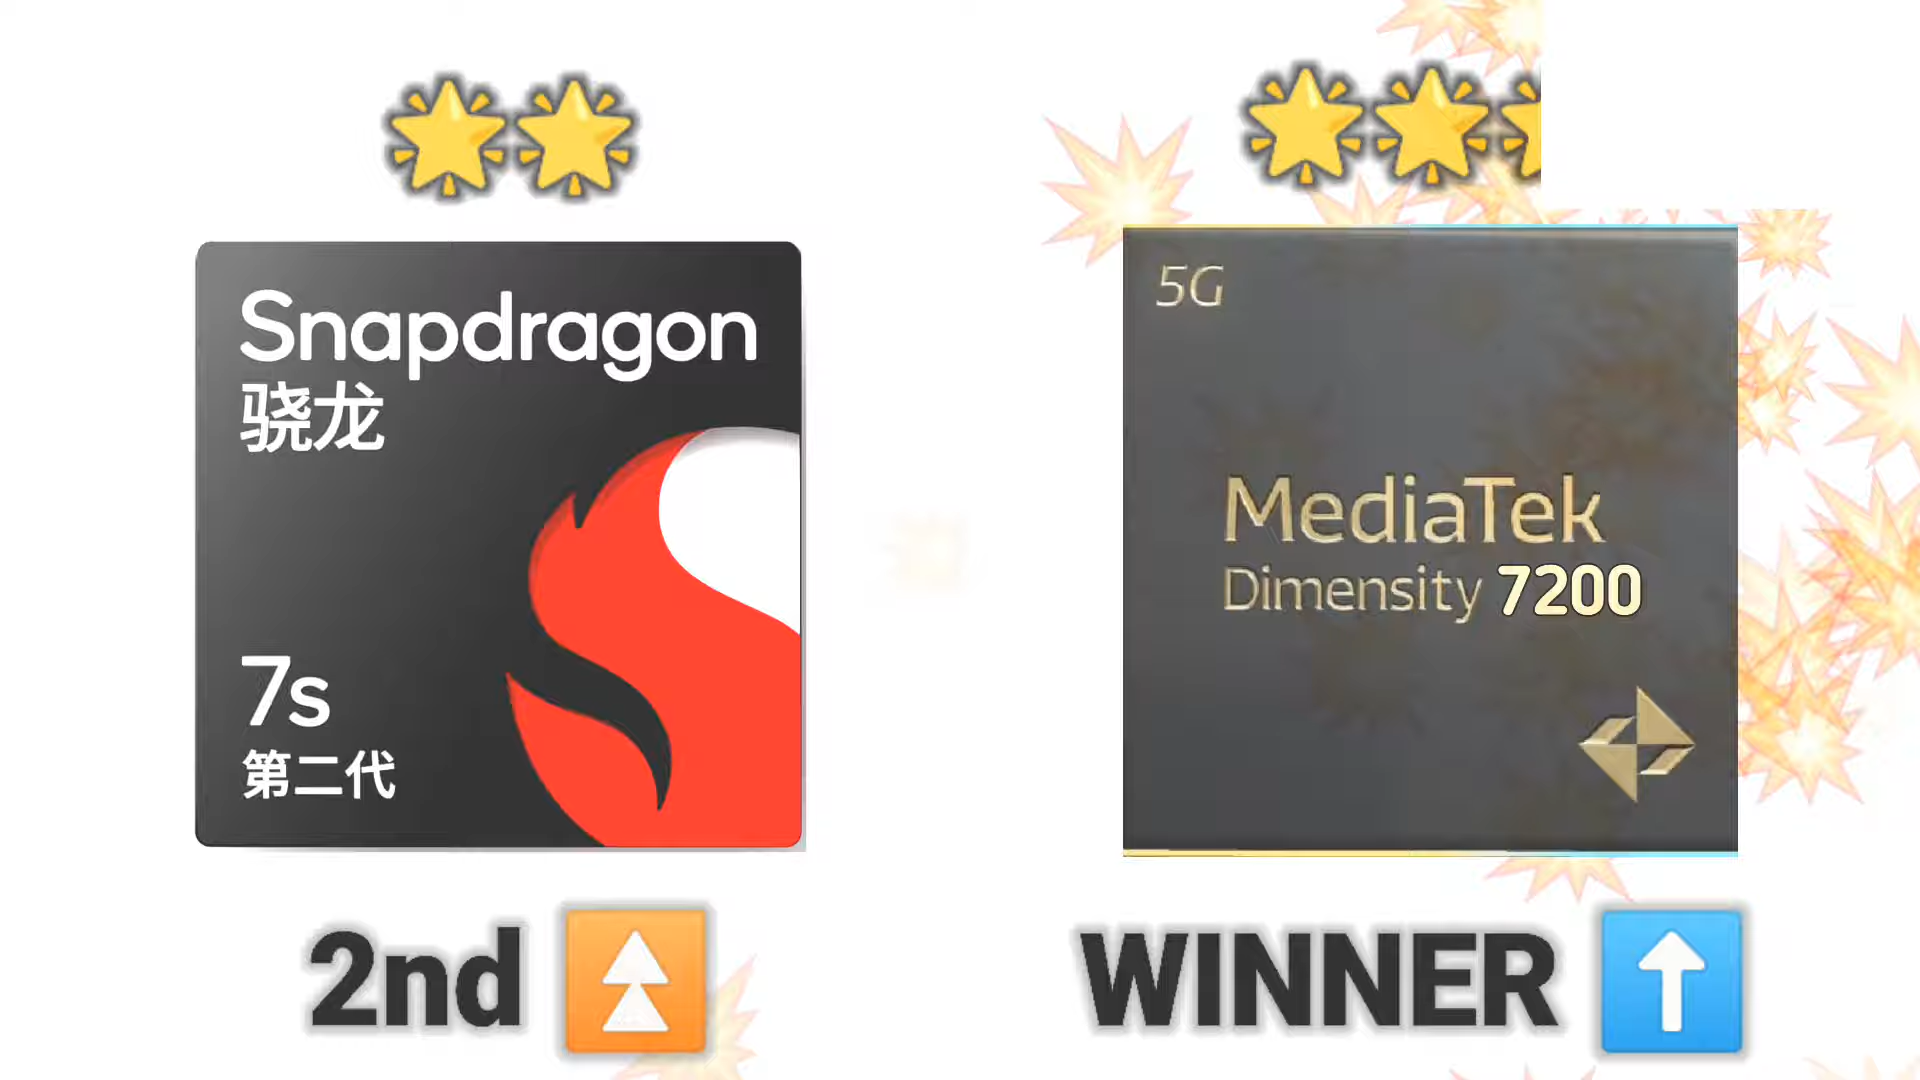 Snapdragon
骁龙
7s
第二代
2nd
5G
MediaTek
Dimensity 7200
WINNER